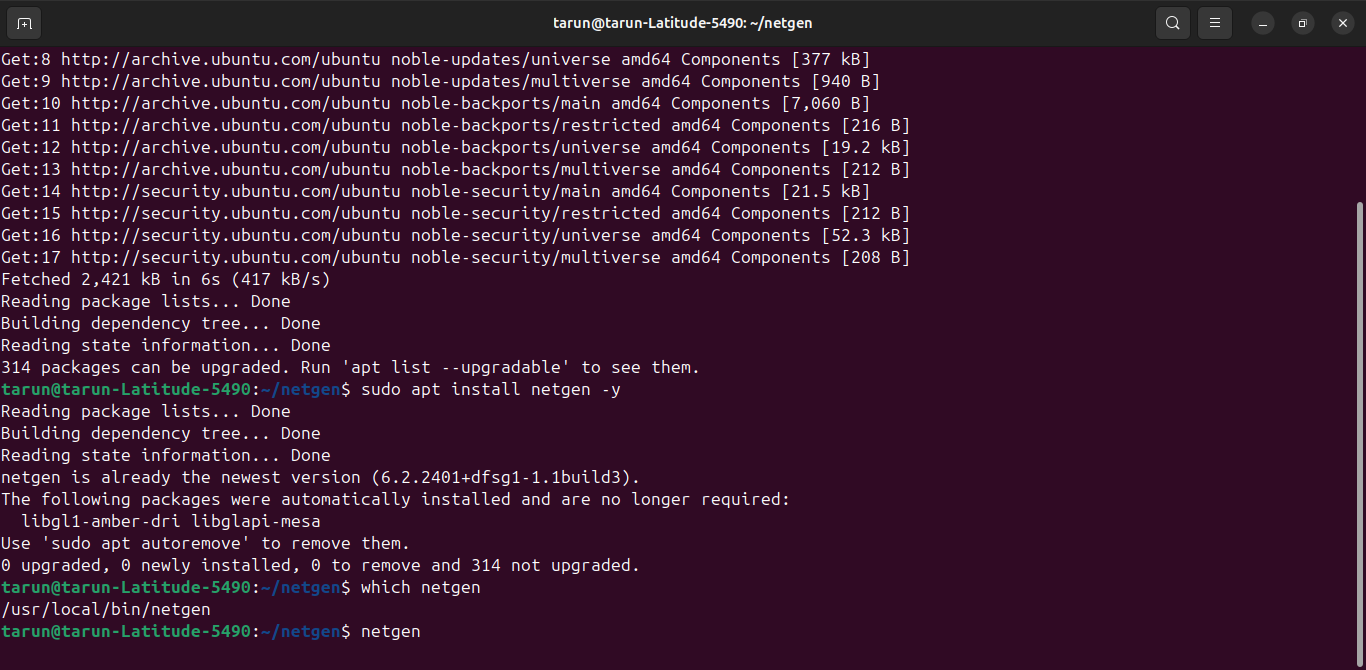 tarun@tarun-Latitude-5490: ~/netgen
Get:8 http://archive.ubuntu.com/ubuntu noble-updates/universe amd64 Components [377 kB]
Get:9 http://archive.ubuntu.com/ubuntu noble-updates/multiverse amd64 Components [940 B]
Get:10 http://archive.ubuntu.com/ubuntu noble-backports/main amd64 Components [7,060 B]
Get:11 http://archive.ubuntu.com/ubuntu noble-backports/restricted amd64 Components [216 B]
Get:12 http://archive.ubuntu.com/ubuntu noble-backports/universe amd64 Components [19.2 kB]
Get:13 http://archive.ubuntu.com/ubuntu noble-backports/multiverse amd64 Components [212 B]
Get:14 http://security.ubuntu.com/ubuntu noble-security/main amd64 Components [21.5 kB]
Get:15 http://security.ubuntu.com/ubuntu noble-security/restricted amd64 Components [212 B]
Get:16 http://security.ubuntu.com/ubuntu noble-security/universe amd64 Components [52.3 kB]
Get:17 http://security.ubuntu.com/ubuntu noble-security/multiverse amd64 Components [208 B]
Fetched 2,421 kB in 6s (417 kB/s)
Reading package lists... Done
Building dependency tree... Done
Reading state information... Done
314 packages can be upgraded. Run 'apt list --upgradable' to see them.
tarun@tarun-Latitude-5490:~/netgen$ sudo apt install netgen -y
Reading package lists... Done
Building dependency tree... Done
Reading state information... Done
netgen is already the newest version (6.2.2401+dfsg1-1.1build3).
The following packages were automatically installed and are no longer required:
  libgl1-amber-dri libglapi-mesa
Use 'sudo apt autoremove' to remove them.
0 upgraded, 0 newly installed, 0 to remove and 314 not upgraded.
tarun@tarun-Latitude-5490:~/netgen$ which netgen
/usr/local/bin/netgen
tarun@tarun-Latitude-5490:~/netgen$ netgen